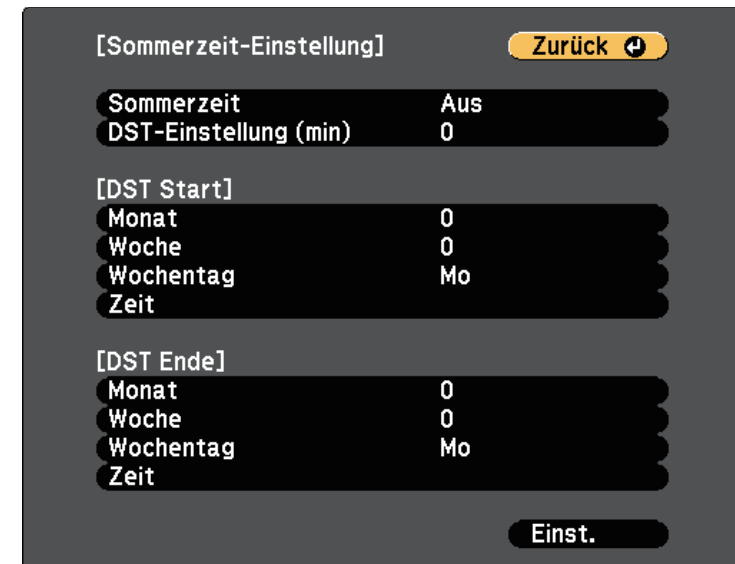 [Sommerzeit-Einstellung] Zurück
Sommerzeit Aus
DST-Einstellung (min) 0
[DST Start]
Monat 0
Woche 0
Wochentag Mo
Zeit
[DST Ende]
Monat 0
Woche 0
Wochentag Mo
Zeit
Einst.